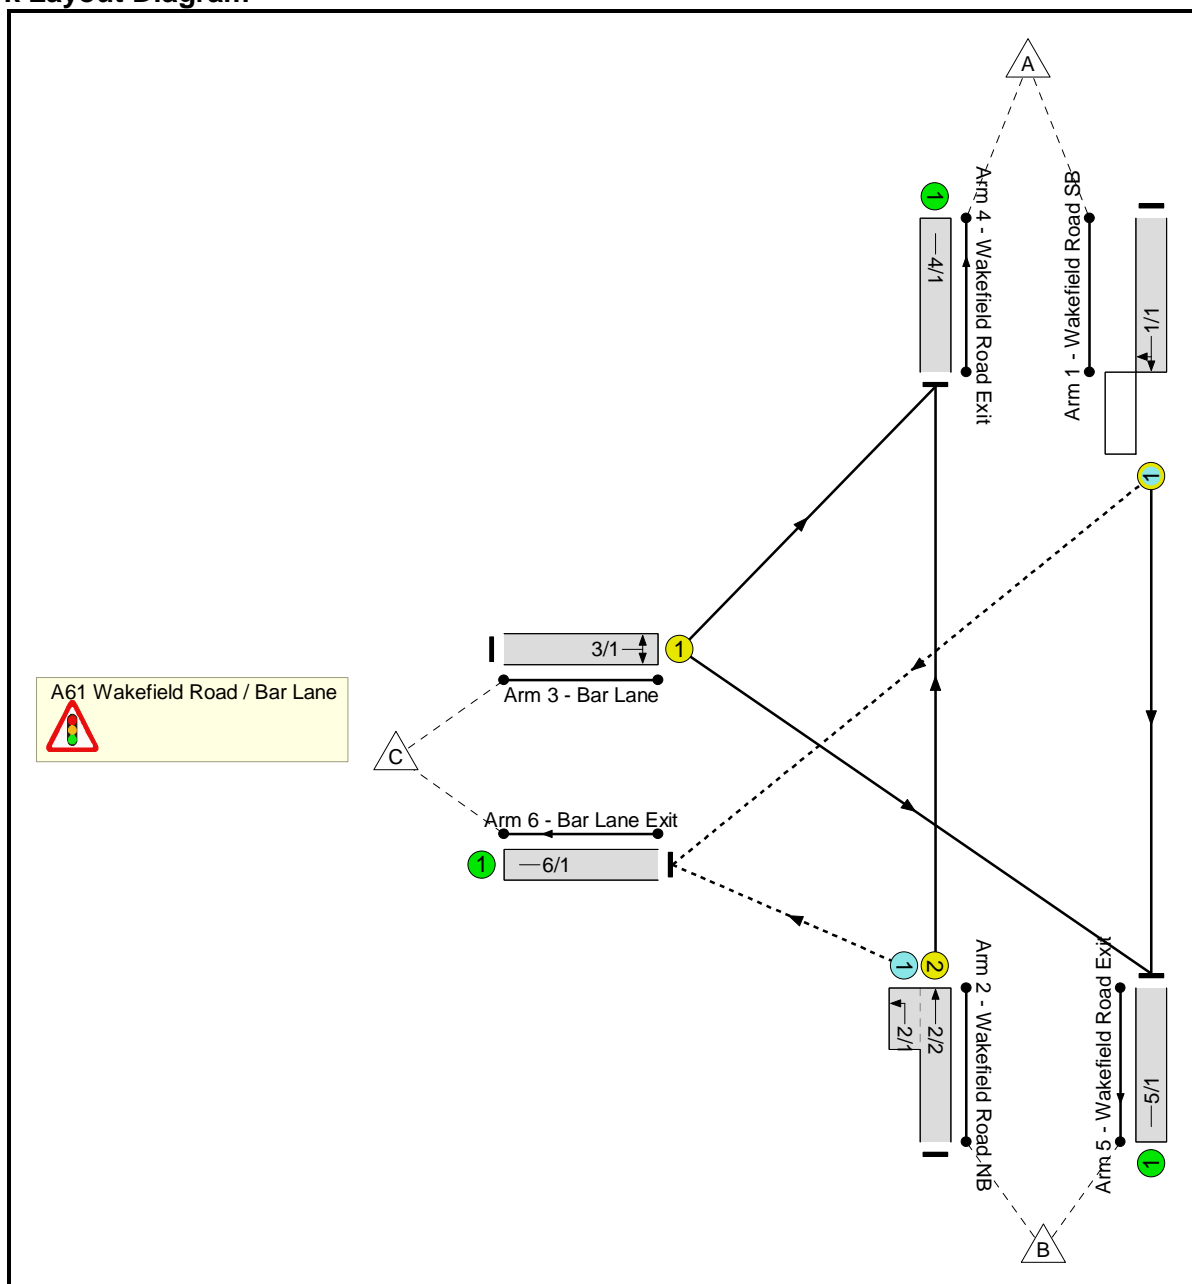 k Layout Diagram
A
Arm 4 - Wakefield Road Exit
Arm 1 - Wakefield Road SB
1
4/1
1/1
1
3/1
1
Arm 3 - Bar Lane
A61 Wakefield Road / Bar Lane
C
Arm 6 - Bar Lane Exit
1
6/1
1
2
Arm 2 - Wakefield Road NB
Arm 5 - Wakefield Road Exit
2/1
2/2
5/1
1
B